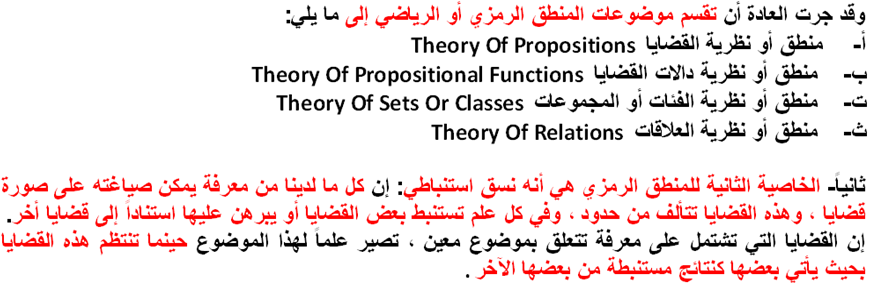 وقد جرت العادة أن تقسم موضوعات المنطق الرمزي أو الرياضي إلى ما يلي:
أ- منطق أو نظرية القضايا Theory Of Propositions
ب- منطق أو نظرية دالات القضايا Theory Of Propositional Functions
ت- منطق أو نظرية الفئات أو المجموعات Theory Of Sets Or Classes
ث- منطق أو نظرية العلاقات Theory Of Relations
ثانياً- الخاصية الثانية للمنطق الرمزي هي أنه نسق استنباطي: إن كل ما لدينا من معرفة يمكن صياغته على صورة
قضايا ، وهذه القضايا تتألف من حدود ، وفي كل علم تستنبط بعض القضايا أو يبرهن عليها استناداً إلى قضايا أخر.
إن القضايا التي تشتمل على معرفة تتعلق بموضوع معين ، تصير علماً لهذا الموضوع حينما تنتظم هذه القضايا
بحيث يأتي بعضها كنتائج مستنبطة من بعضها الآخر .